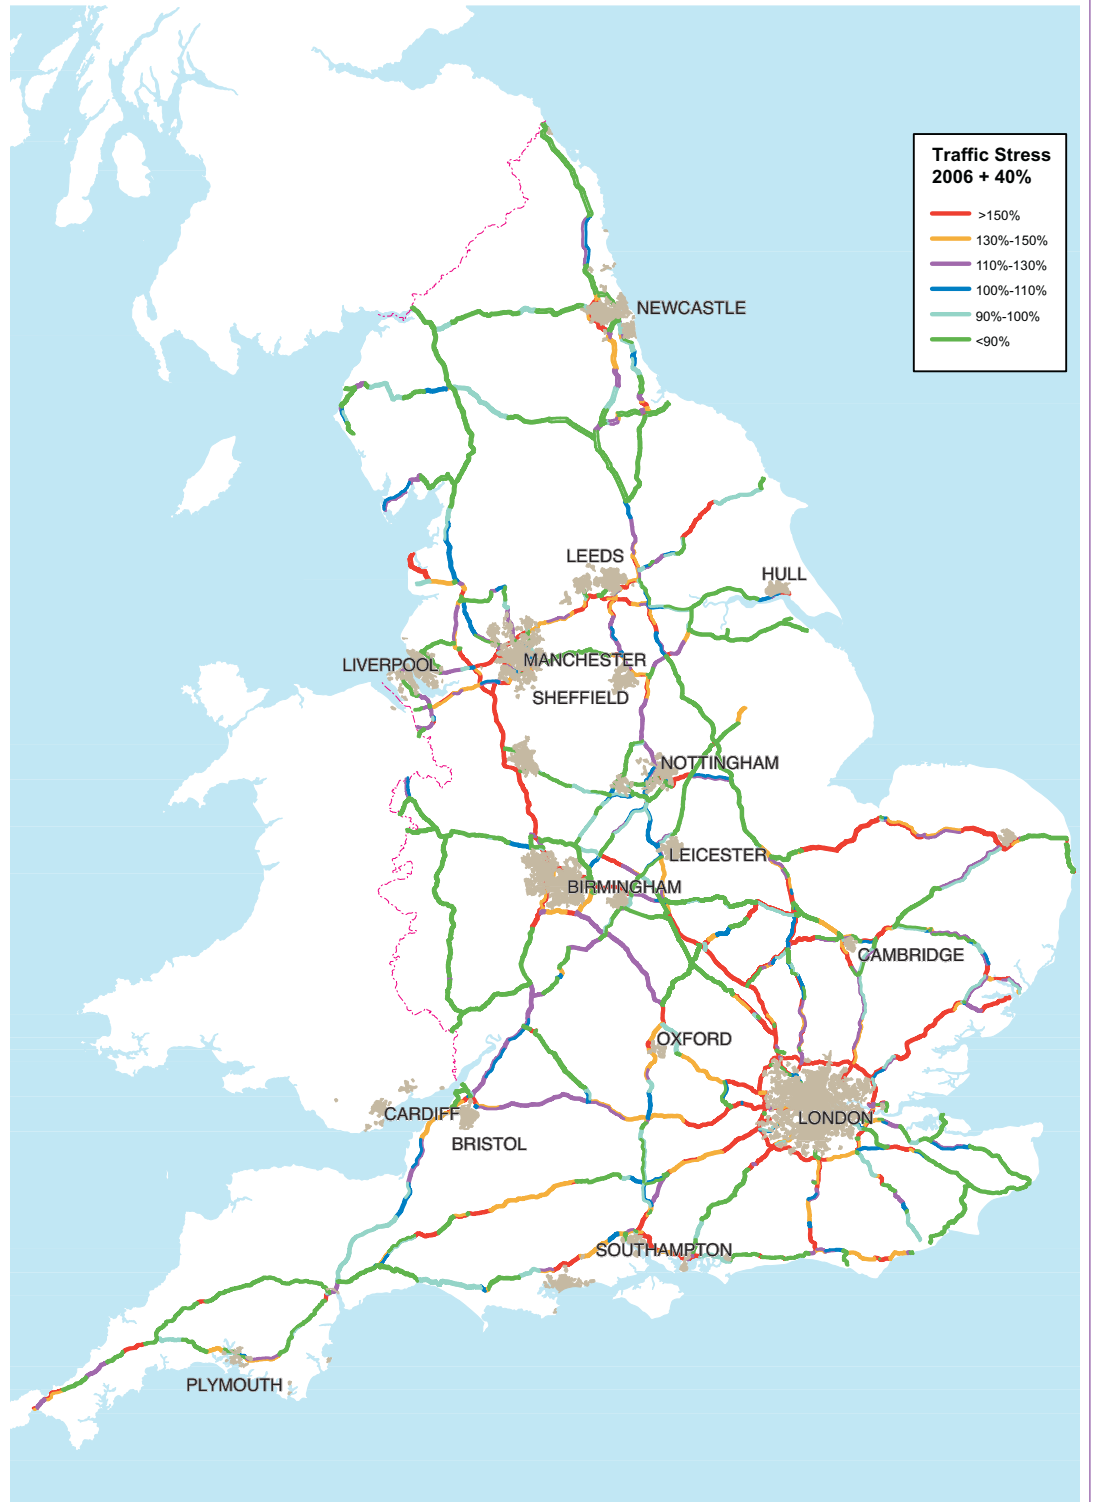 Traffic Stress
2006 + 40%
>150%
130%-150%
110%-130%
100%-110%
90%-100%
<90%
NEWCASTLE
LEEDS
HULL
LIVERPOOL
MANCHESTER
SHEFFIELD
NOTTINGHAM
LEICESTER
BIRMINGHAM
CAMBRIDGE
OXFORD
CARDIFF
LONDON
BRISTOL
SOUTHAMPTON
PLYMOUTH